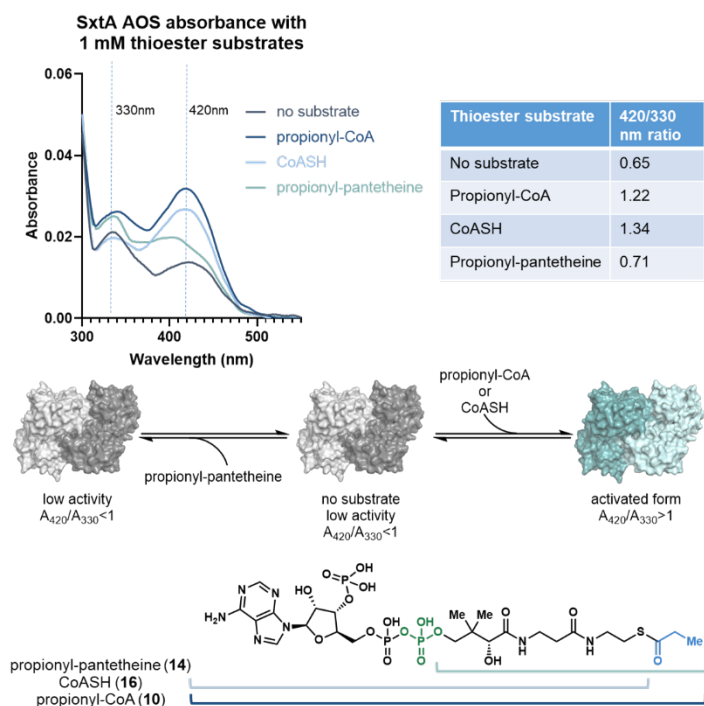 SxtA AOS absorbance with
1 mM thioester substrates
0.06
0.04
0.02
0.00
Absorbance
330nm
420nm
no substrate
propionyl-CoA
CoASH
propionyl-pantetheine
300
400
500
Wavelength (nm)
Thioester substrate 420/330
nm ratio
No substrate 0.65
Propionyl-CoA 1.22
CoASH 1.34
Propionyl-pantetheine 0.71
propionyl-CoA
or
CoASH
propionyl-pantetheine
low activity
A420/A330<1
no substrate
low activity
A420/A330<1
activated form
A420/A330>1
O
P
OH
OH
HO
O
N
N
H2N
N
N
O
O
OH
P
O
O
OH
P
O
O
Me
Me
OH
O
N
H
O
N
H
S
O
Me
propionyl-pantetheine (14)
CoASH (16)
propionyl-CoA (10)